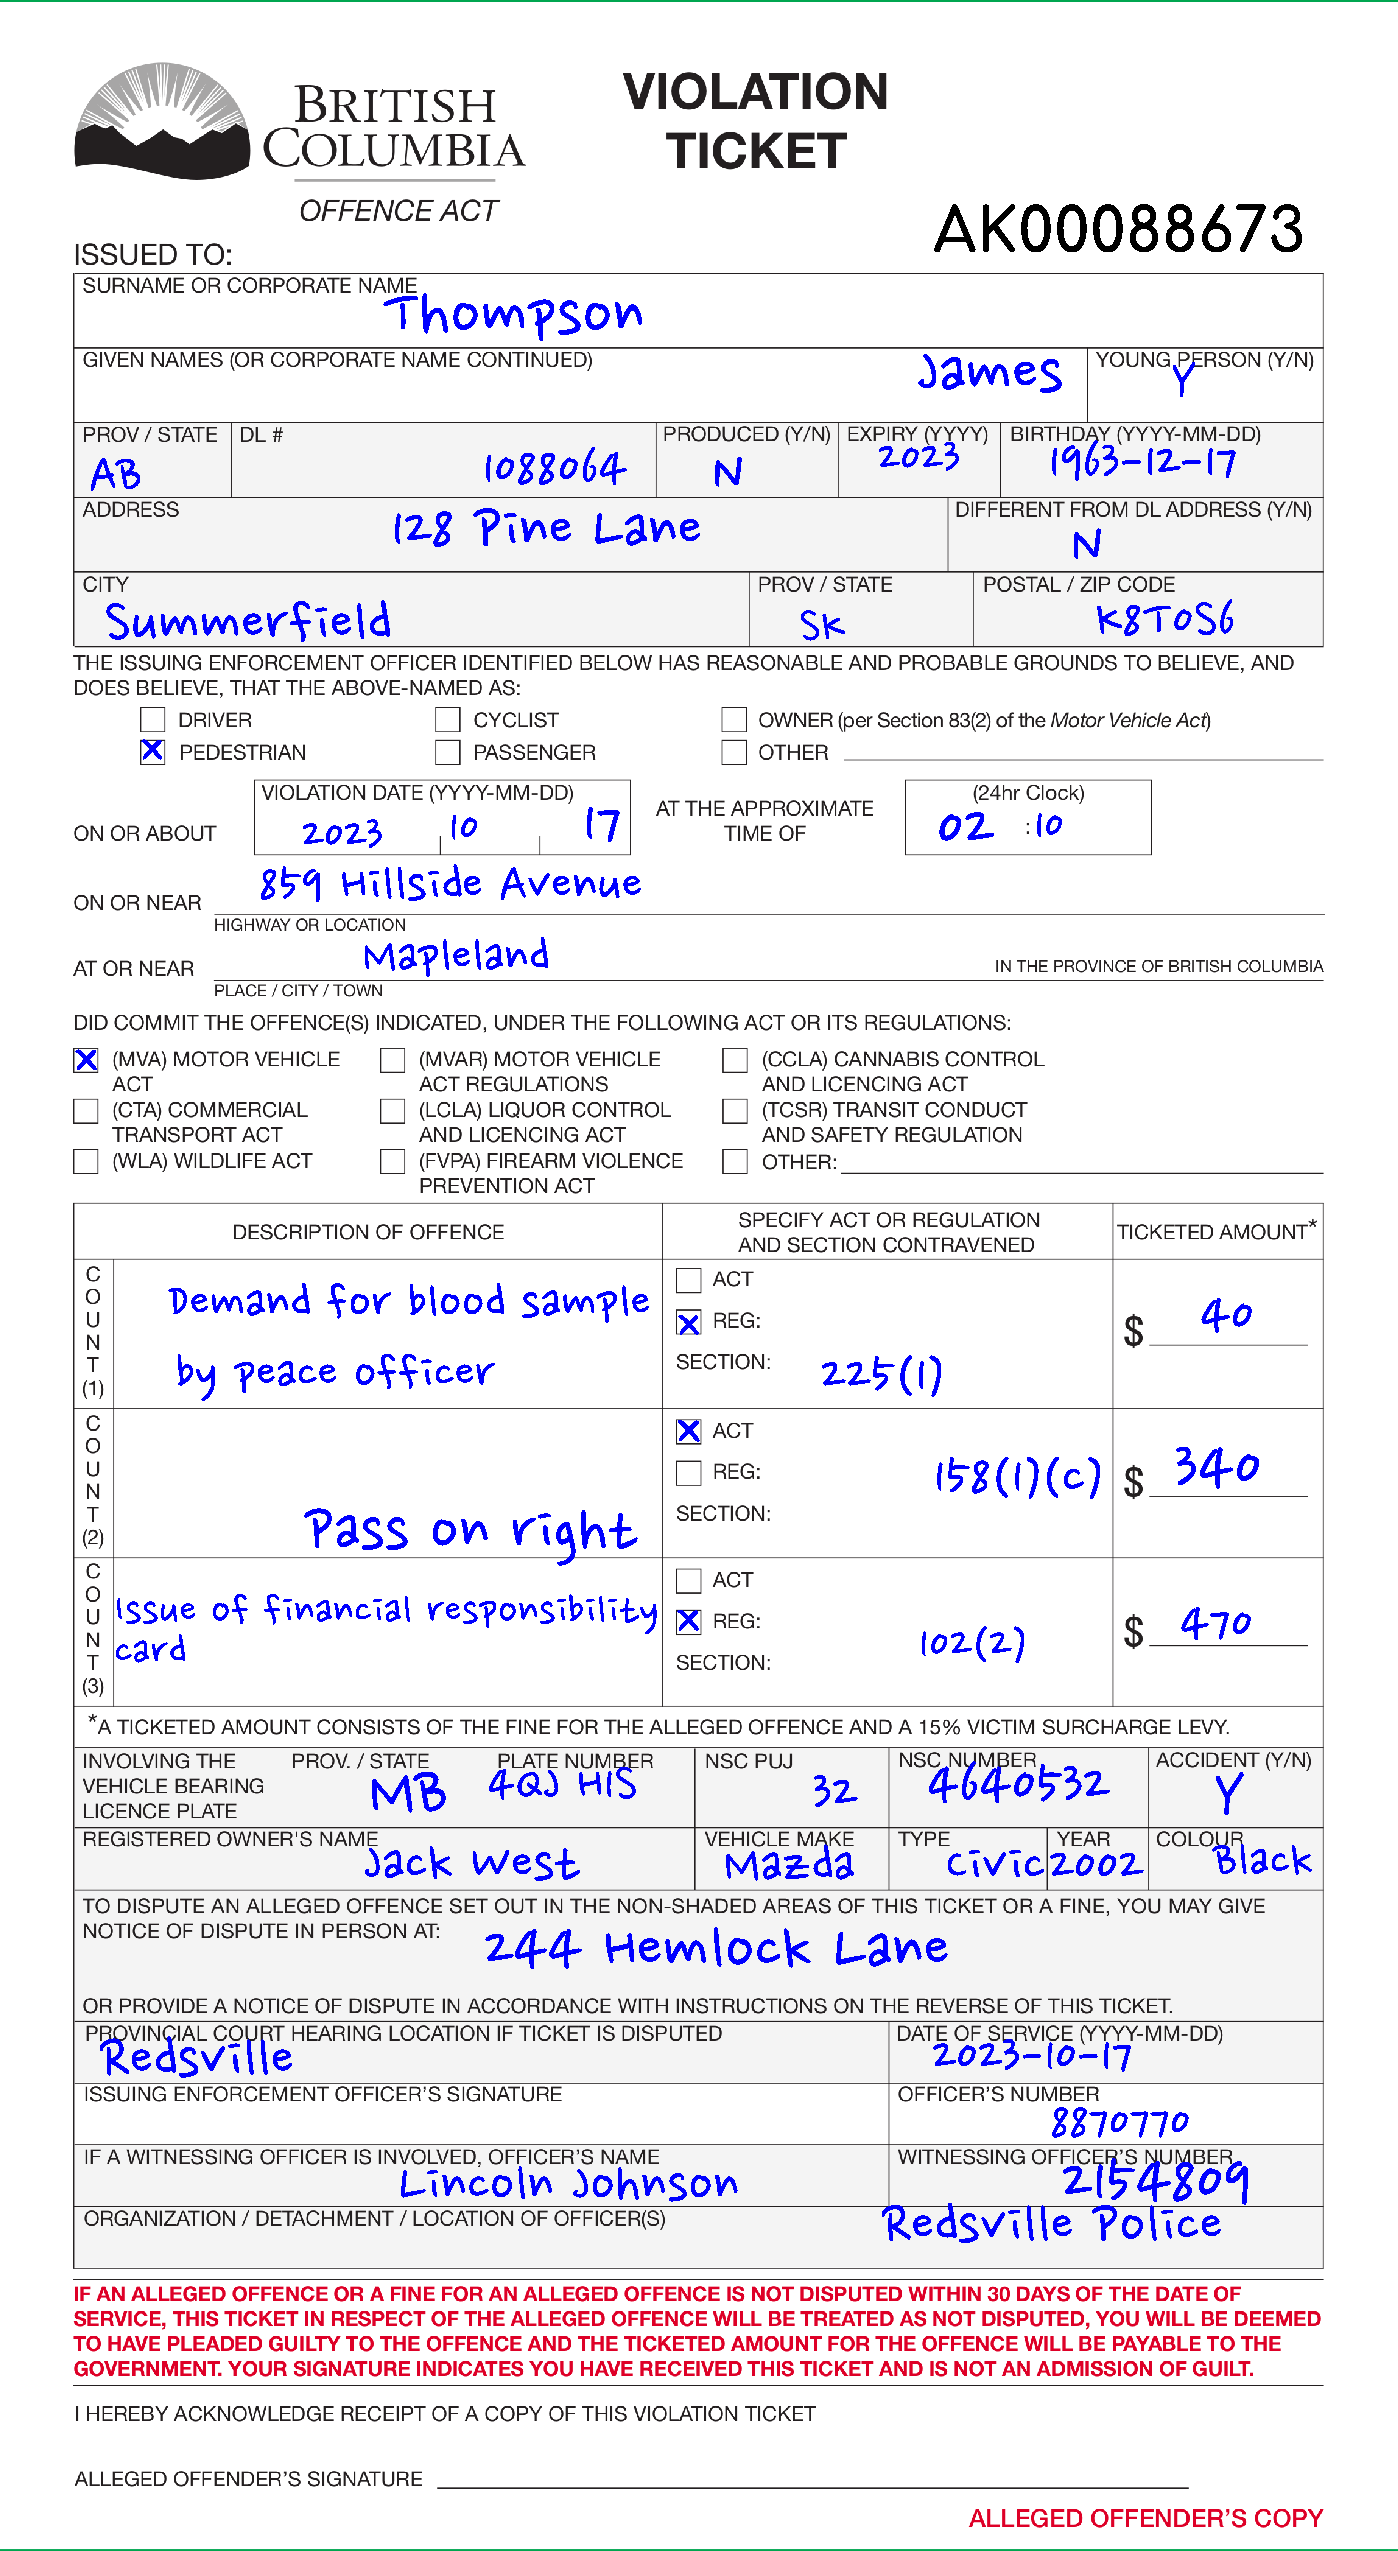 BRITISH
COLUMBIA
VIOLATION
TICKET
OFFENCE ACT
AK00088673
ISSUED TO:
SURNAME OR CORPORATE NAME
Thompson
GIVEN NAMES (OR CORPORATE NAME CONTINUED)
James
YOUNG PERSON (Y/N)
Y
PROV / STATE DL # PRODUCED (Y/N) EXPIRY (YYYY) BIRTHDAY (YYYY-MM-DD)
AB 1088064 N 2023 1963-12-17
ADDRESS
128 Pine Lane
DIFFERENT FROM DL ADDRESS (Y/N)
N
CITY PROV / STATE POSTAL / ZIP CODE
Summerfield SK K8T0S6
THE ISSUING ENFORCEMENT OFFICER IDENTIFIED BELOW HAS REASONABLE AND PROBABLE GROUNDS TO BELIEVE, AND
DOES BELIEVE, THAT THE ABOVE-NAMED AS:
DRIVER CYCLIST OWNER (per Section 83(2) of the Motor Vehicle Act)
X PEDESTRIAN PASSENGER OTHER
VIOLATION DATE (YYYY-MM-DD)
ON OR ABOUT 2023 10 17
AT THE APPROXIMATE
TIME OF
(24hr Clock)
02 : 10
ON OR NEAR 859 Hillside Avenue
HIGHWAY OR LOCATION
AT OR NEAR Mapleland IN THE PROVINCE OF BRITISH COLUMBIA
PLACE / CITY / TOWN
DID COMMIT THE OFFENCE(S) INDICATED, UNDER THE FOLLOWING ACT OR ITS REGULATIONS:
X (MVA) MOTOR VEHICLE
ACT
(MVAR) MOTOR VEHICLE
ACT REGULATIONS
(CCLA) CANNABIS CONTROL
AND LICENCING ACT
(CTA) COMMERCIAL
TRANSPORT ACT
(LCLA) LIQUOR CONTROL
AND LICENCING ACT
(TCSR) TRANSIT CONDUCT
AND SAFETY REGULATION
(WLA) WILDLIFE ACT
(FVPA) FIREARM VIOLENCE
PREVENTION ACT
OTHER:
DESCRIPTION OF OFFENCE
SPECIFY ACT OR REGULATION
AND SECTION CONTRAVENED
TICKETED AMOUNT*
COUNT (1)
Demand for blood sample
by peace officer
ACT
X REG:
SECTION: 225(1)
$ 40
COUNT (2)
Pass on right
X ACT
REG:
SECTION: 158(1)(c)
$ 340
COUNT (3)
Issue of financial responsibility
card
ACT
X REG:
SECTION: 102(2)
$ 470
*A TICKETED AMOUNT CONSISTS OF THE FINE FOR THE ALLEGED OFFENCE AND A 15% VICTIM SURCHARGE LEVY.
INVOLVING THE
VEHICLE BEARING
LICENCE PLATE
PROV. / STATE PLATE NUMBER NSC PUJ NSC NUMBER ACCIDENT (Y/N)
MB 4QJ HIS 32 4640532 Y
REGISTERED OWNER'S NAME VEHICLE MAKE TYPE YEAR COLOUR
Jack West Mazda Civic 2002 Black
TO DISPUTE AN ALLEGED OFFENCE SET OUT IN THE NON-SHADED AREAS OF THIS TICKET OR A FINE, YOU MAY GIVE
NOTICE OF DISPUTE IN PERSON AT:
244 Hemlock Lane
OR PROVIDE A NOTICE OF DISPUTE IN ACCORDANCE WITH INSTRUCTIONS ON THE REVERSE OF THIS TICKET.
PROVINCIAL COURT HEARING LOCATION IF TICKET IS DISPUTED
Redsville
DATE OF SERVICE (YYYY-MM-DD)
2023-10-17
ISSUING ENFORCEMENT OFFICER'S SIGNATURE
OFFICER'S NUMBER
8870770
IF A WITNESSING OFFICER IS INVOLVED, OFFICER'S NAME
Lincoln Johnson
WITNESSING OFFICER'S NUMBER
2154809
ORGANIZATION / DETACHMENT / LOCATION OF OFFICER(S)
Redsville Police
IF AN ALLEGED OFFENCE OR A FINE FOR AN ALLEGED OFFENCE IS NOT DISPUTED WITHIN 30 DAYS OF THE DATE OF
SERVICE, THIS TICKET IN RESPECT OF THE ALLEGED OFFENCE WILL BE TREATED AS NOT DISPUTED, YOU WILL BE DEEMED
TO HAVE PLEADED GUILTY TO THE OFFENCE AND THE TICKETED AMOUNT FOR THE OFFENCE WILL BE PAYABLE TO THE
GOVERNMENT. YOUR SIGNATURE INDICATES YOU HAVE RECEIVED THIS TICKET AND IS NOT AN ADMISSION OF GUILT.
I HEREBY ACKNOWLEDGE RECEIPT OF A COPY OF THIS VIOLATION TICKET
ALLEGED OFFENDER'S SIGNATURE
ALLEGED OFFENDER'S COPY